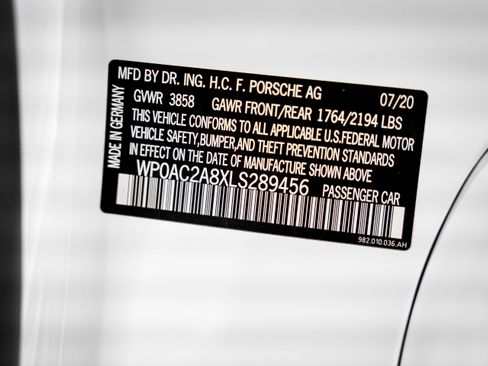 MFD BY DR. ING. H.C. F. PORSCHE AG 07/20
GVWR 3858 GAWR FRONT/REAR 1764/2194 LBS
THIS VEHICLE CONFORMS TO ALL APPLICABLE U.S.FEDERAL MOTOR
VEHICLE SAFETY,BUMPER,AND THEFT PREVENTION STANDARDS
IN EFFECT ON THE DATE OF MANUFACTURE SHOWN ABOVE
WP0AC2A8XLS289456 PASSENGER CAR
MADE IN GERMANY
982.010.036.AH